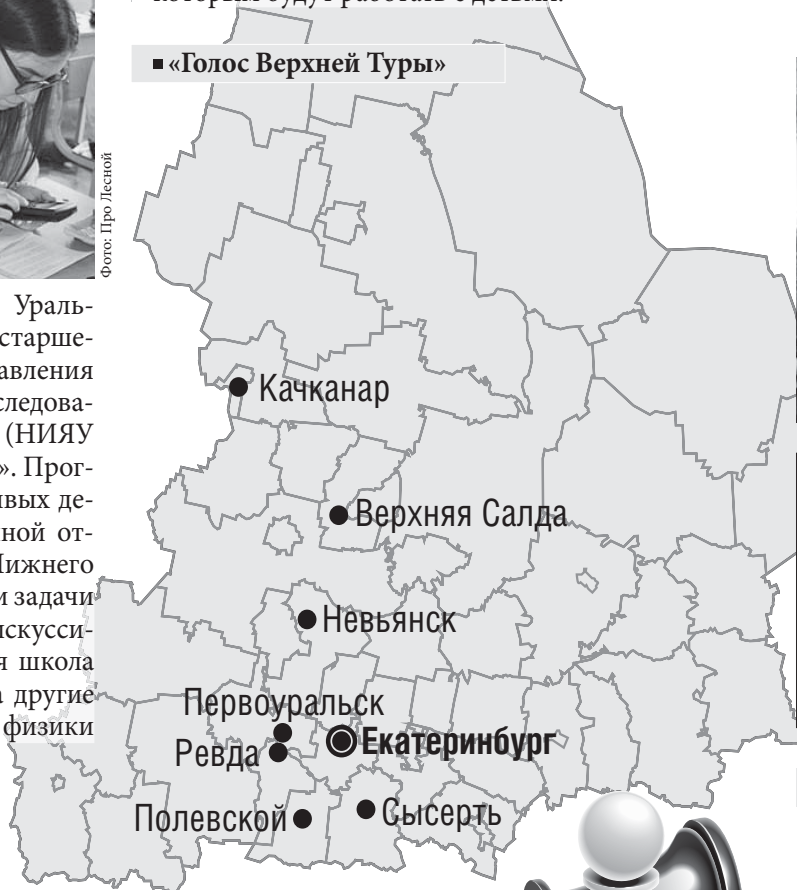 которым будут работать с детьми.
«Голос Верхней Туры»
Фото: Про Лесной
Ураль-
старше-
авления
следова-
(НИЯУ
». Прог-
ивых де-
ной от-
Нижнего
и задачи
искусси-
я школа
а другие
физики
Качканар
Верхняя Салда
Невьянск
Первоуральск
Ревда
Екатеринбург
Полевской
Сысерть